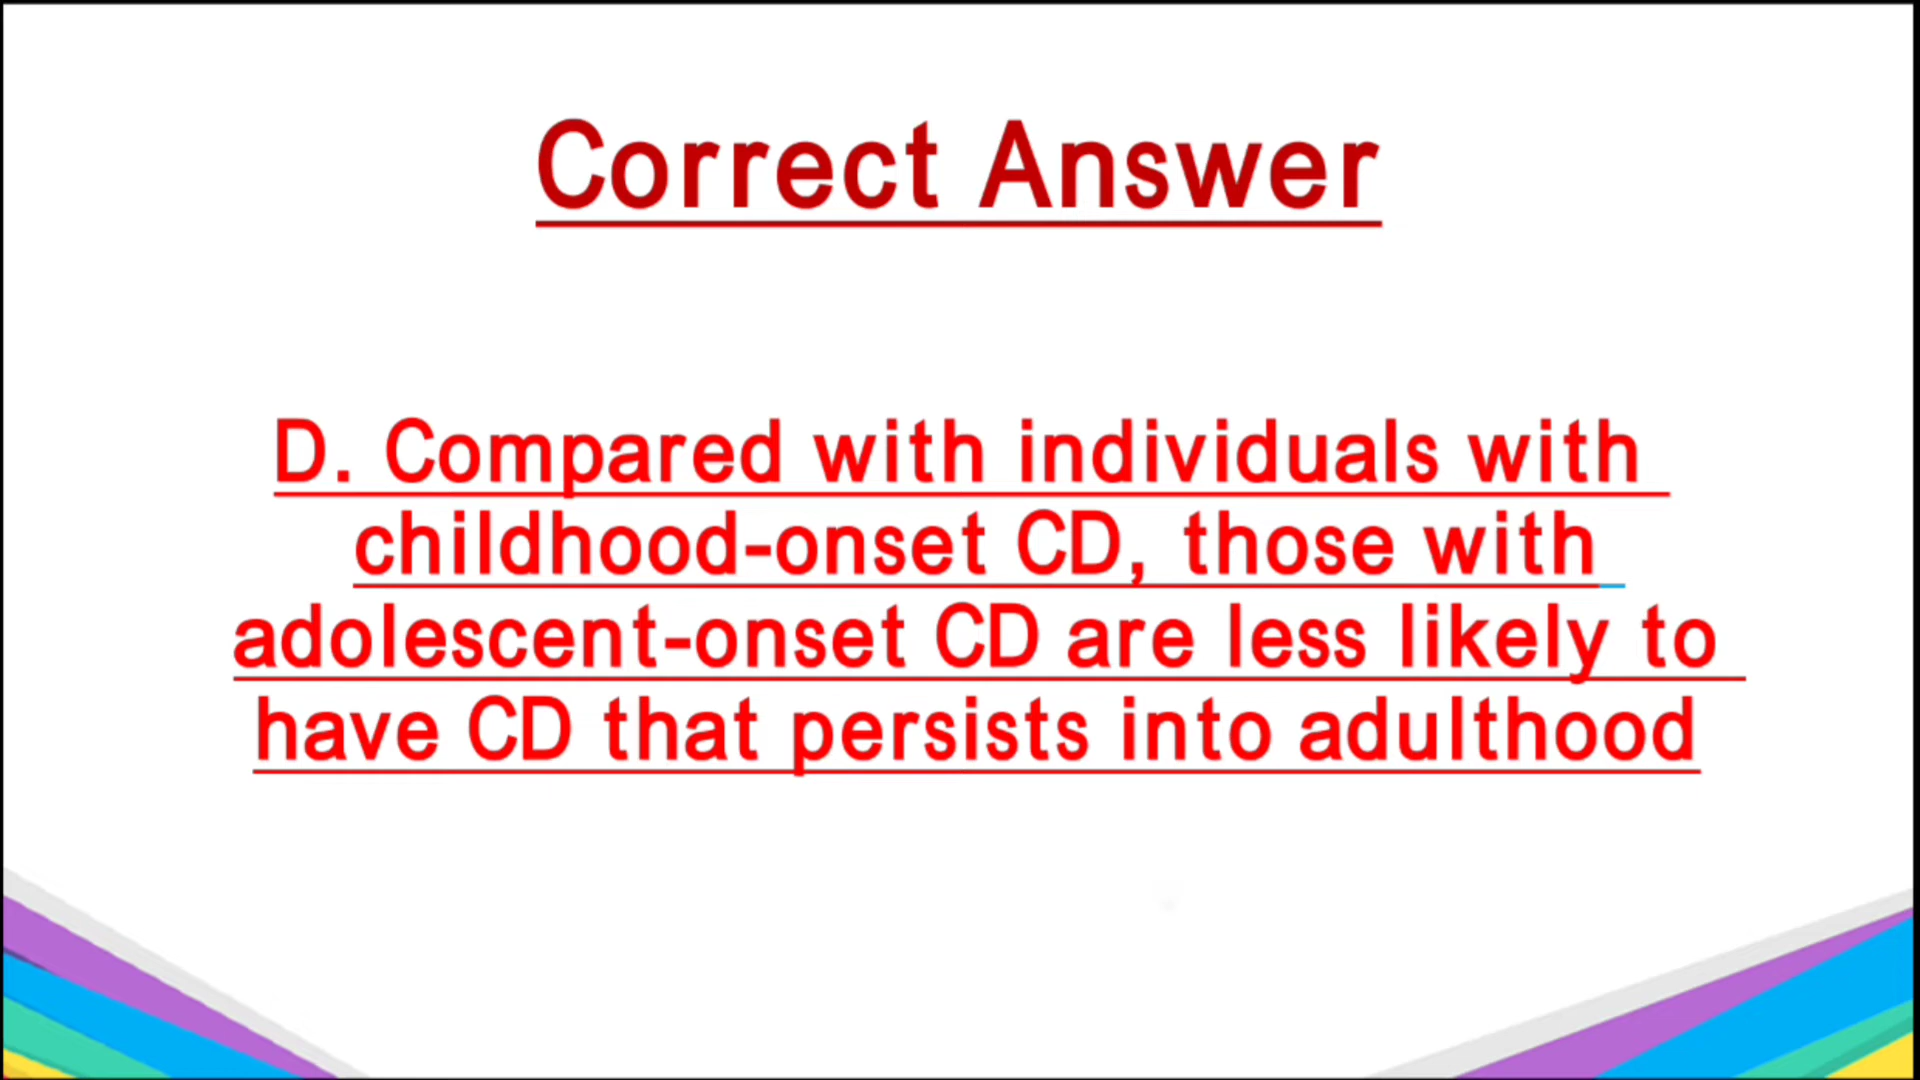 Correct Answer
D. Compared with individuals with
childhood-onset CD, those with
adolescent-onset CD are less likely to
have CD that persists into adulthood